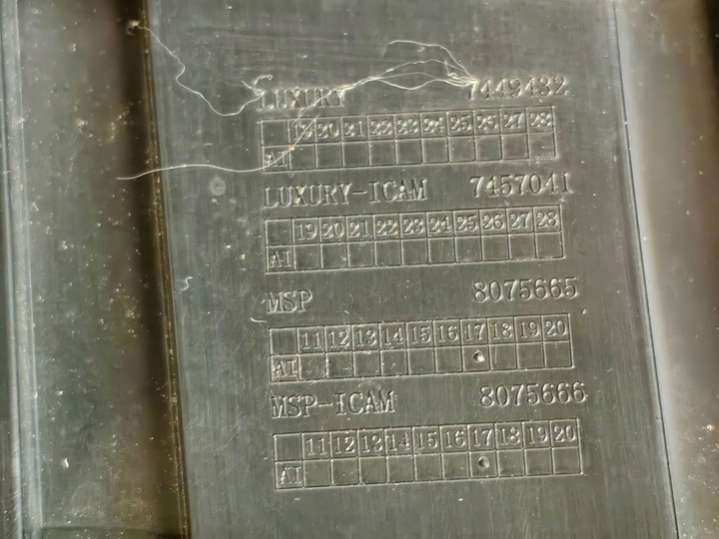 LUXURY 7449482
19 20 21 22 23 24 25 26 27 28
AI
LUXURY-ICAM 7457041
19 20 21 22 23 24 25 26 27 28
AI
MSP 8075665
11 12 13 14 15 16 17 18 19 20
AI
MSP-ICAM 8075666
11 12 13 14 15 16 17 18 19 20
AI